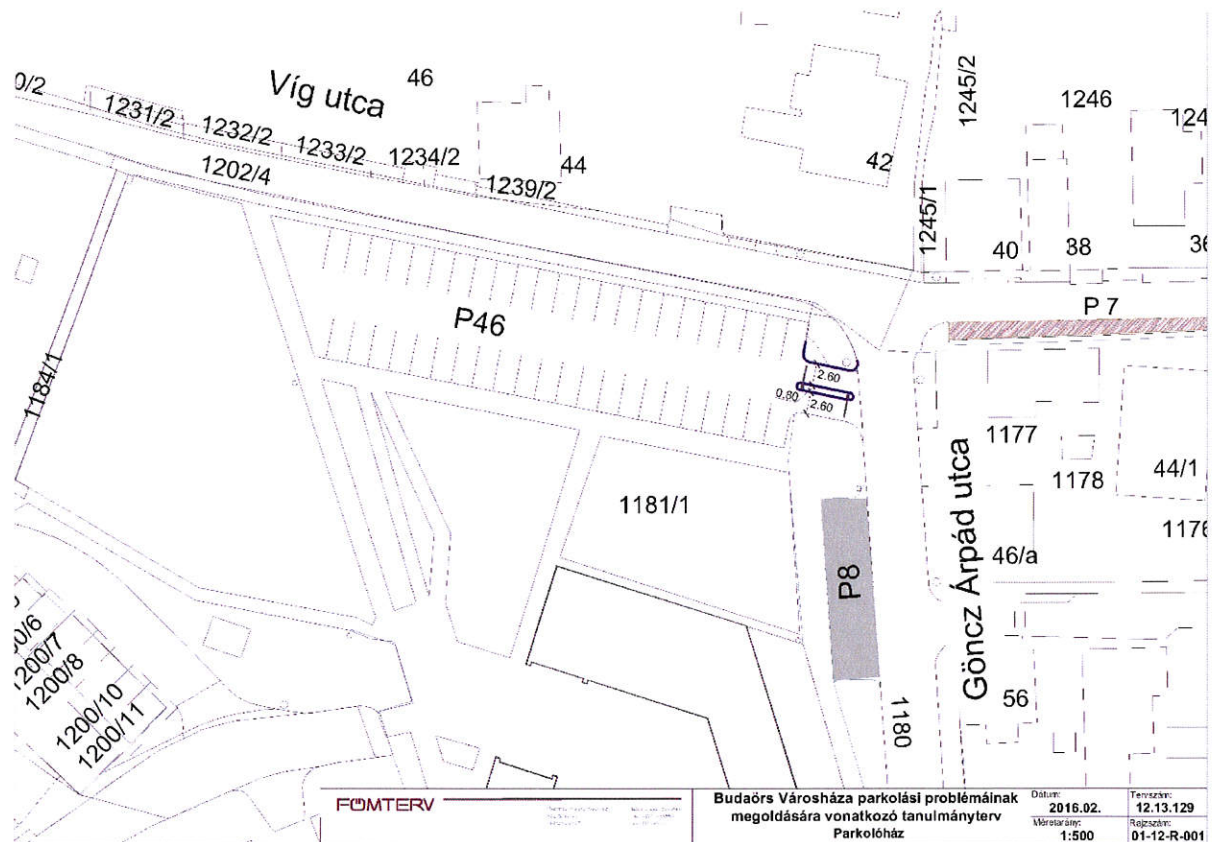 0/2
1231/2
1232/2
1233/2
1234/2
1239/2
Víg utca
46
44
42
1202/4
1245/2
1245/1
1246
124
40
38
36
P46
P 7
2.60
0.80
2.60
1184/1
1177
1178
44/1
1176
1181/1
46/a
P8
Göncz Árpád utca
56
1180
0/6
1200/7
1200/8
1200/10
1200/11
FŐMTERV
Budaörs Városháza parkolási problémáinak
megoldására vonatkozó tanulmányterv
Parkolóház
Dátum:
2016.02.
Tervszám:
12.13.129
Méretarány:
1:500
Rajzszám:
01-12-R-001